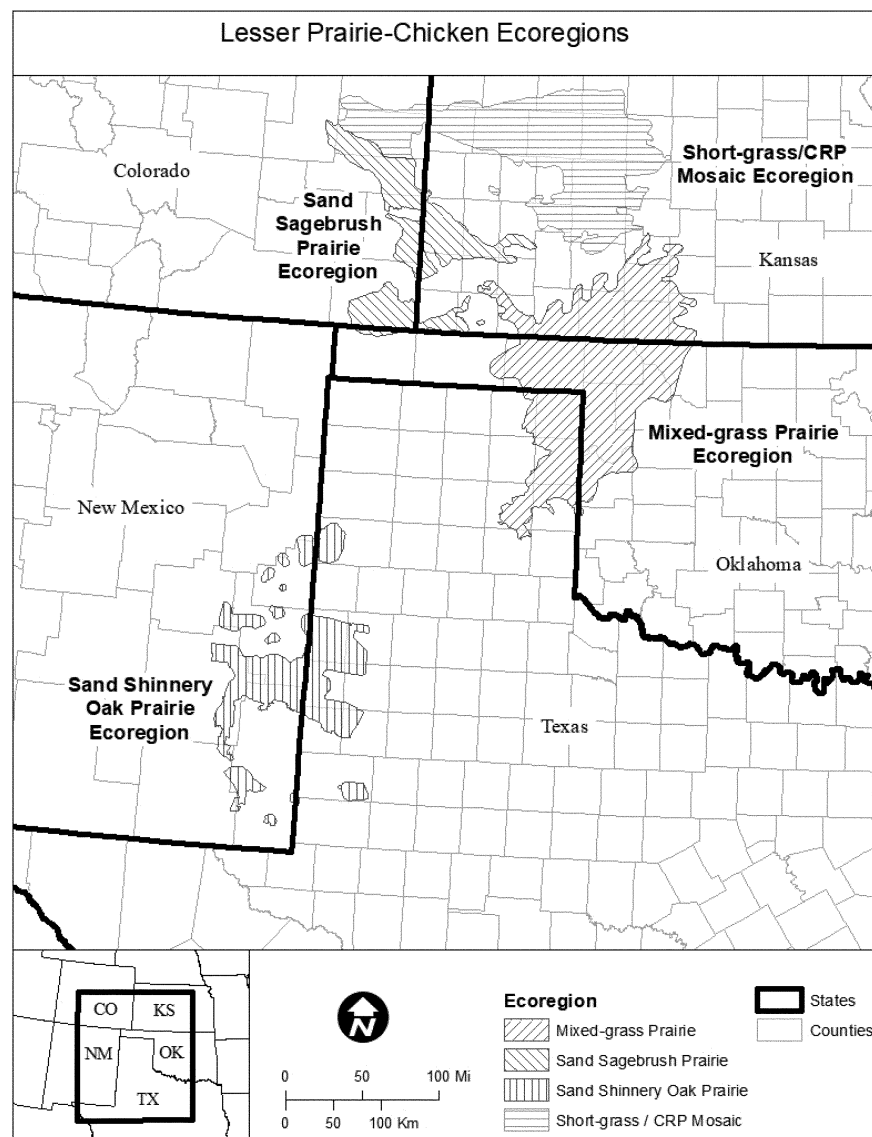 Lesser Prairie-Chicken Ecoregions
Colorado
Short-grass/CRP
Mosaic Ecoregion
Sand
Sagebrush
Prairie
Ecoregion
Kansas
Mixed-grass Prairie
Ecoregion
New Mexico
Oklahoma
Sand Shinnery
Oak Prairie
Ecoregion
Texas
CO
KS
NM
OK
TX
N
0 50 100 Mi
0 50 100 Km
Ecoregion
Mixed-grass Prairie
Sand Sagebrush Prairie
Sand Shinnery Oak Prairie
Short-grass / CRP Mosaic
States
Counties